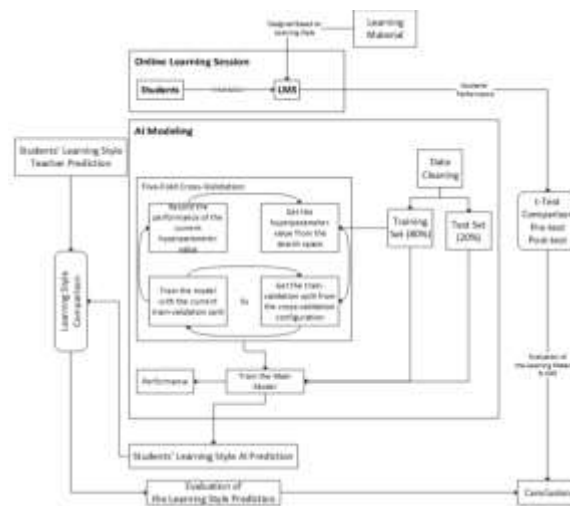 Learning
Material
Designed Based on
Learning Style
Online Learning Session
Students
LMS
Students'
Performance
AI Modeling
Students' Learning Style
Teacher Prediction
Data
Cleaning
Five-Fold Cross-Validation
Record the
performance of the
current
hyperparameter
value
Get the
hyperparameter
value from the
search space
Training
Set (80%)
Test Set
(20%)
t-Test
Comparison
Pre-test
Post-test
Learning Style
Comparison
Train the model
with the current
train-validation split
5x
Get the train-
validation split from
the cross-validation
configuration
Evaluation of
the Learning Material
Performance
Train the Main
Model
Students' Learning Style AI Prediction
Evaluation of
the Learning Style Prediction
Conclusion